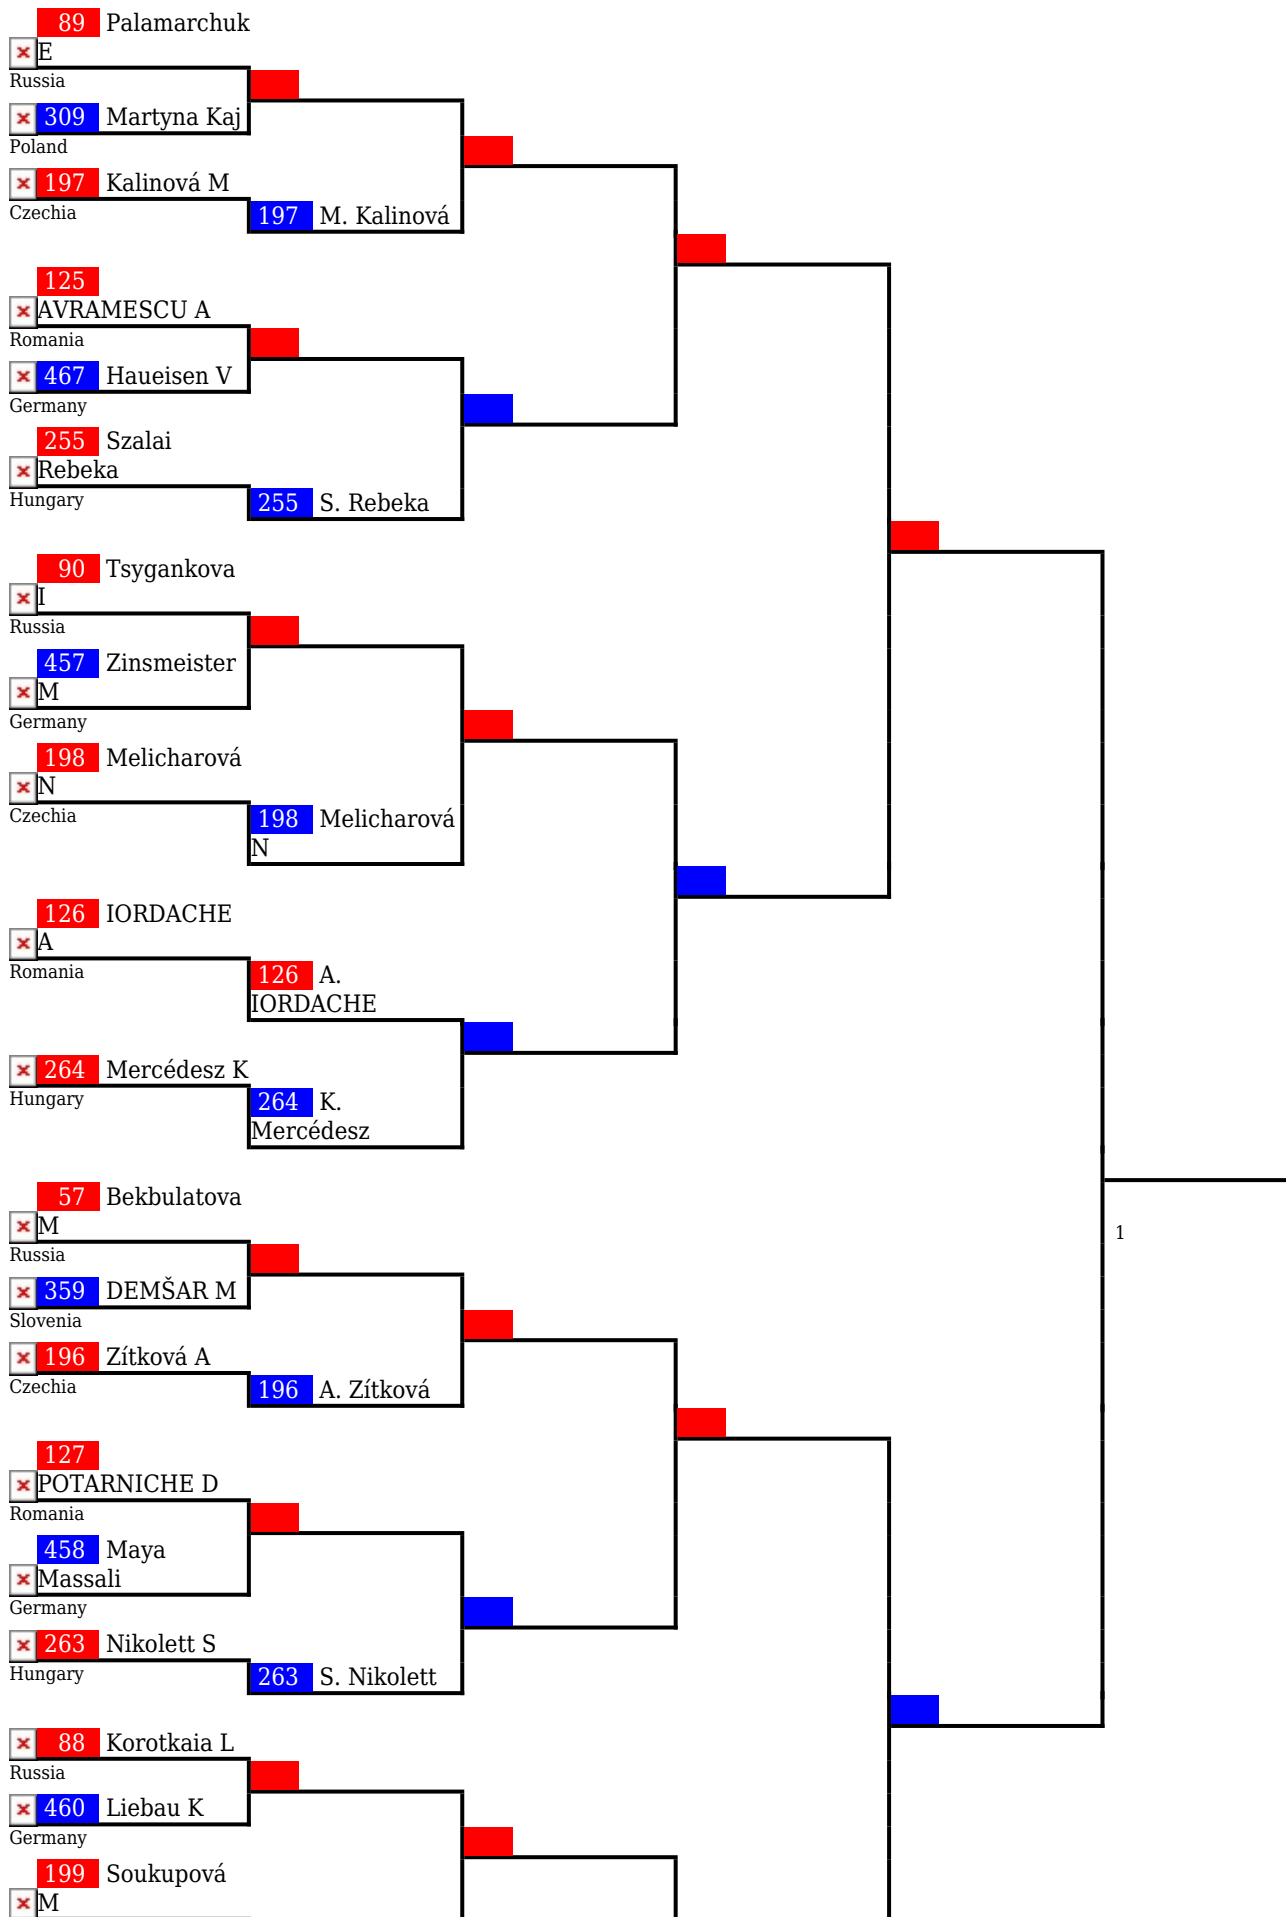 89 Palamarchuk
E
Russia
309 Martyna Kaj
Poland
197 Kalinová M
Czechia
197 M. Kalinová
125
AVRAMESCU A
Romania
467 Haueisen V
Germany
255 Szalai
Rebeka
Hungary
255 S. Rebeka
90 Tsygankova
I
Russia
457 Zinsmeister
M
Germany
198 Melicharová
N
Czechia
198 Melicharová
N
126 IORDACHE
A
Romania
126 A.
IORDACHE
264 Mercédesz K
Hungary
264 K.
Mercédesz
57 Bekbulatova
M
Russia
1
359 DEMŠAR M
Slovenia
196 Zítková A
Czechia
196 A. Zítková
127
POTARNICHE D
Romania
458 Maya
Massali
Germany
263 Nikolett S
Hungary
263 S. Nikolett
88 Korotkaia L
Russia
460 Liebau K
Germany
199 Soukupová
M